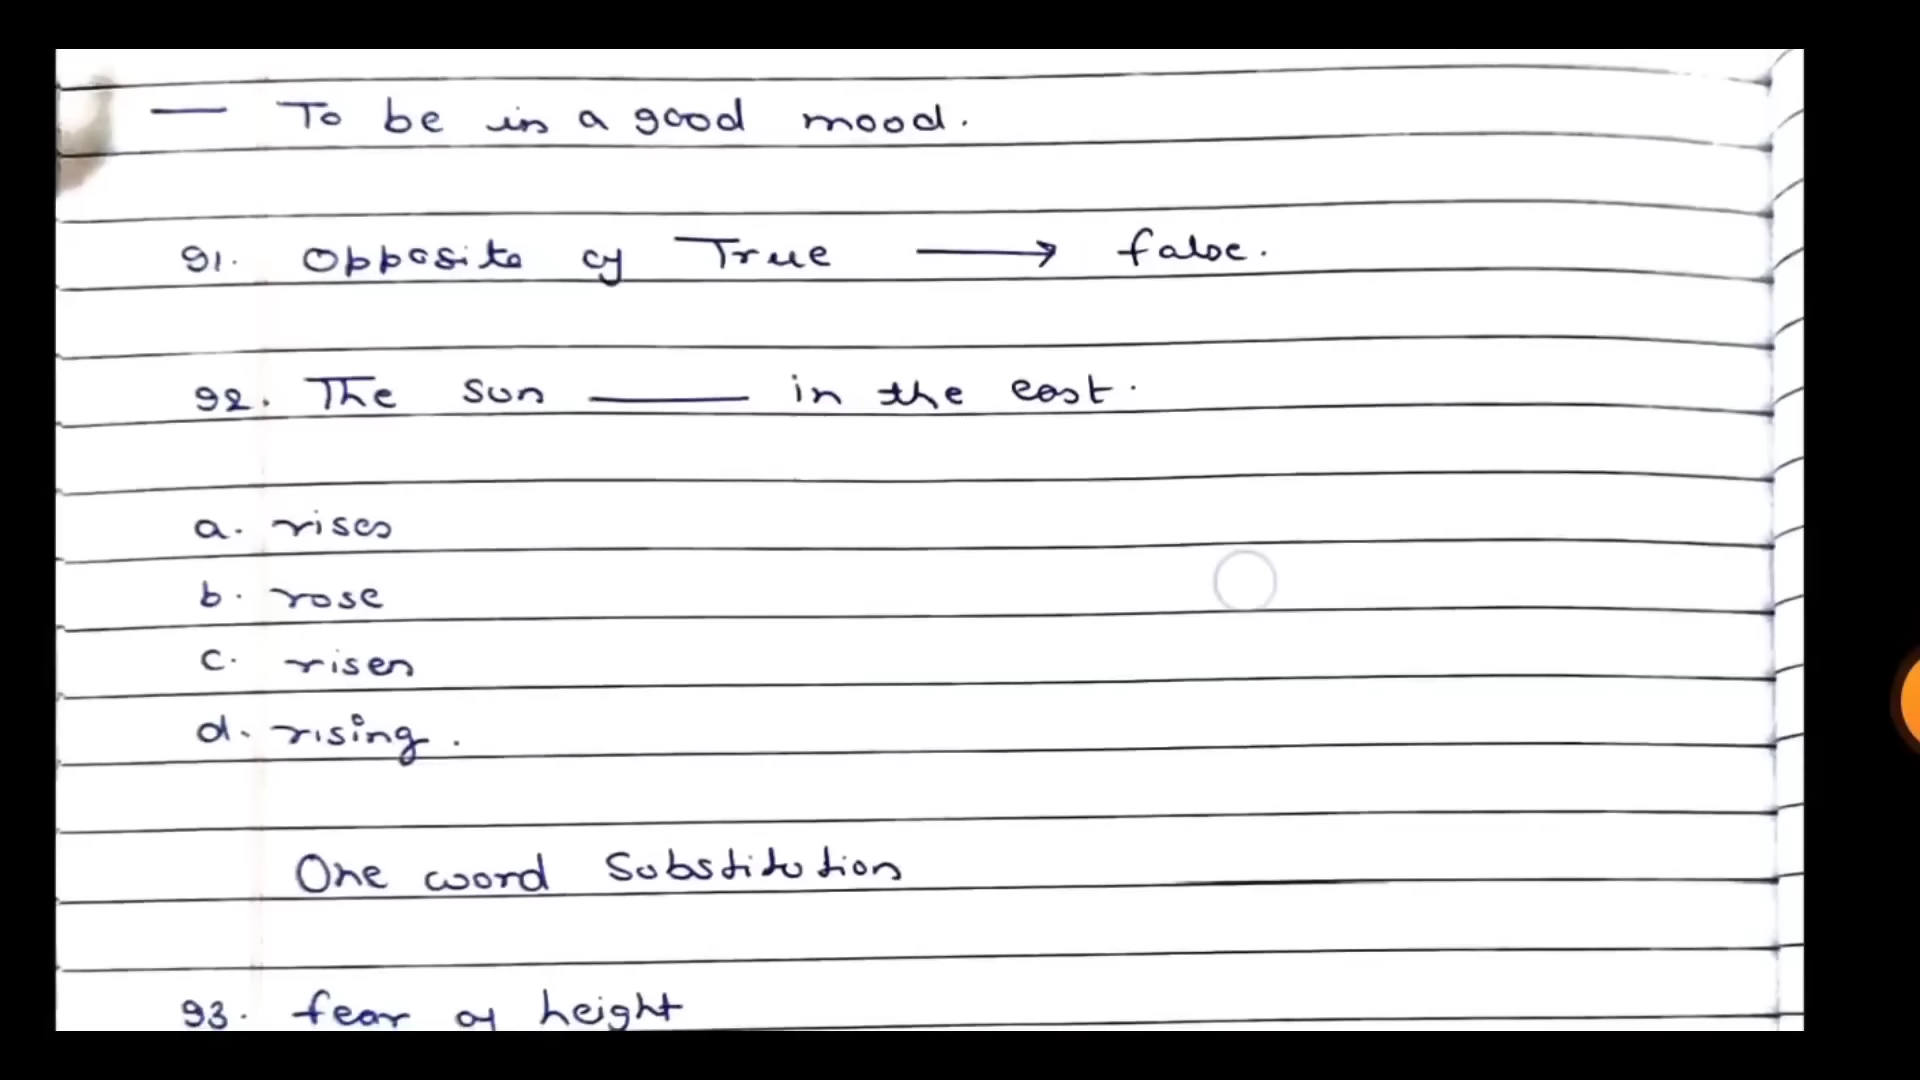 — To be in a good mood.
91. Opposite of True → false.
92. The sun ____ in the east.
a. rises
b. rose
c. risen
d. rising.
One word Substitution
93. fear of height